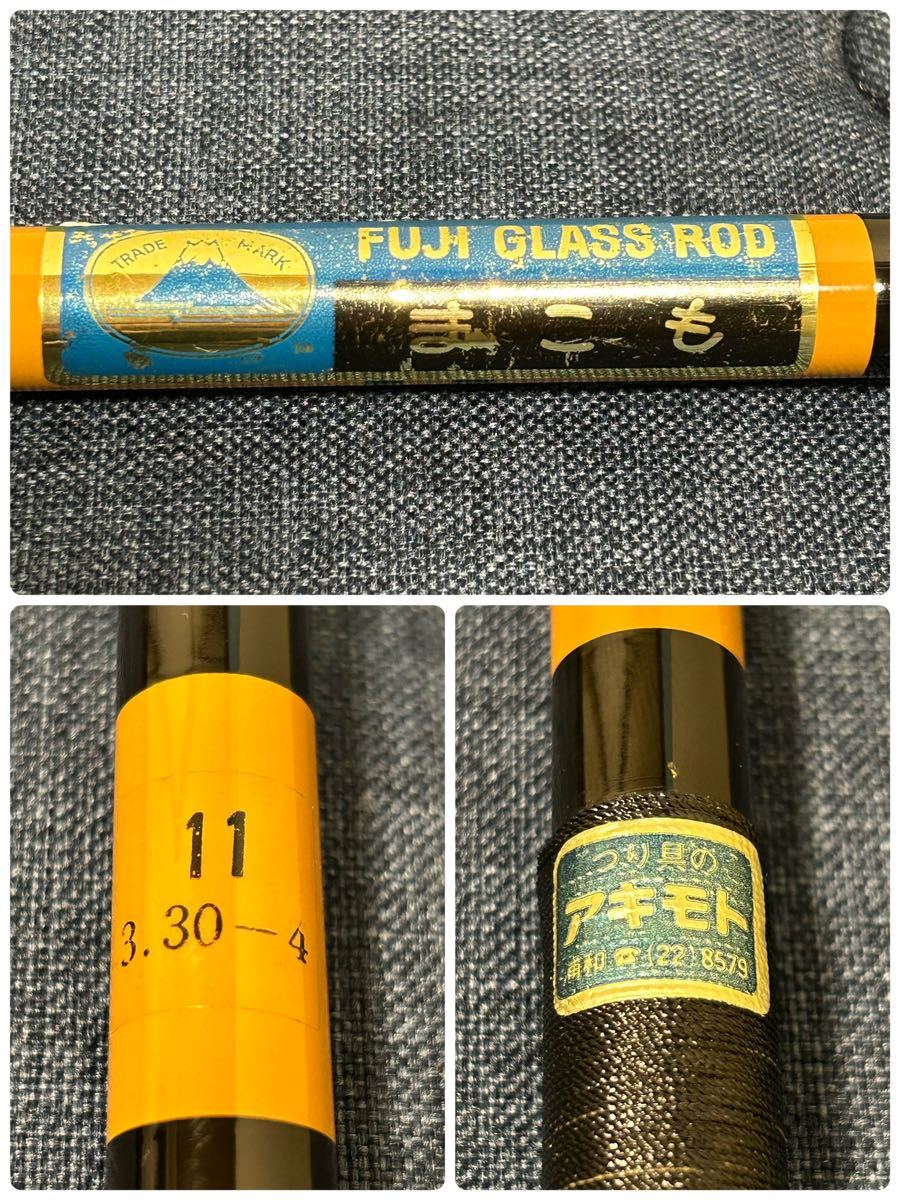 TRADE MARK
FUJI GLASS ROD
まこも
11
3.30-4
つり具の
アキモト
浦和☎(22)8579